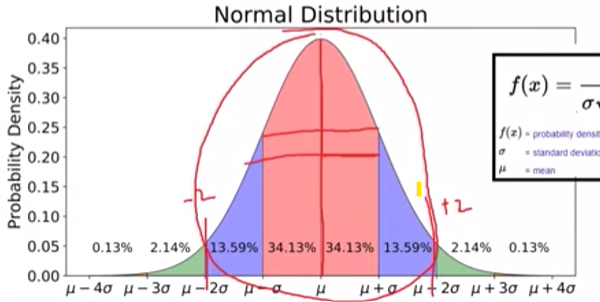 Normal Distribution
Probability Density
0.40
0.35
0.30
0.25
0.20
0.15
0.10
0.05
0.00
0.13% 2.14% 13.59% 34.13% 34.13% 13.59% 2.14% 0.13%
μ − 4σ μ − 3σ μ − 2σ μ − σ μ μ + σ μ + 2σ μ + 3σ μ + 4σ
-2
+2
f(x) =
σ√
f(x) = probability densit
σ = standard deviatio
μ = mean